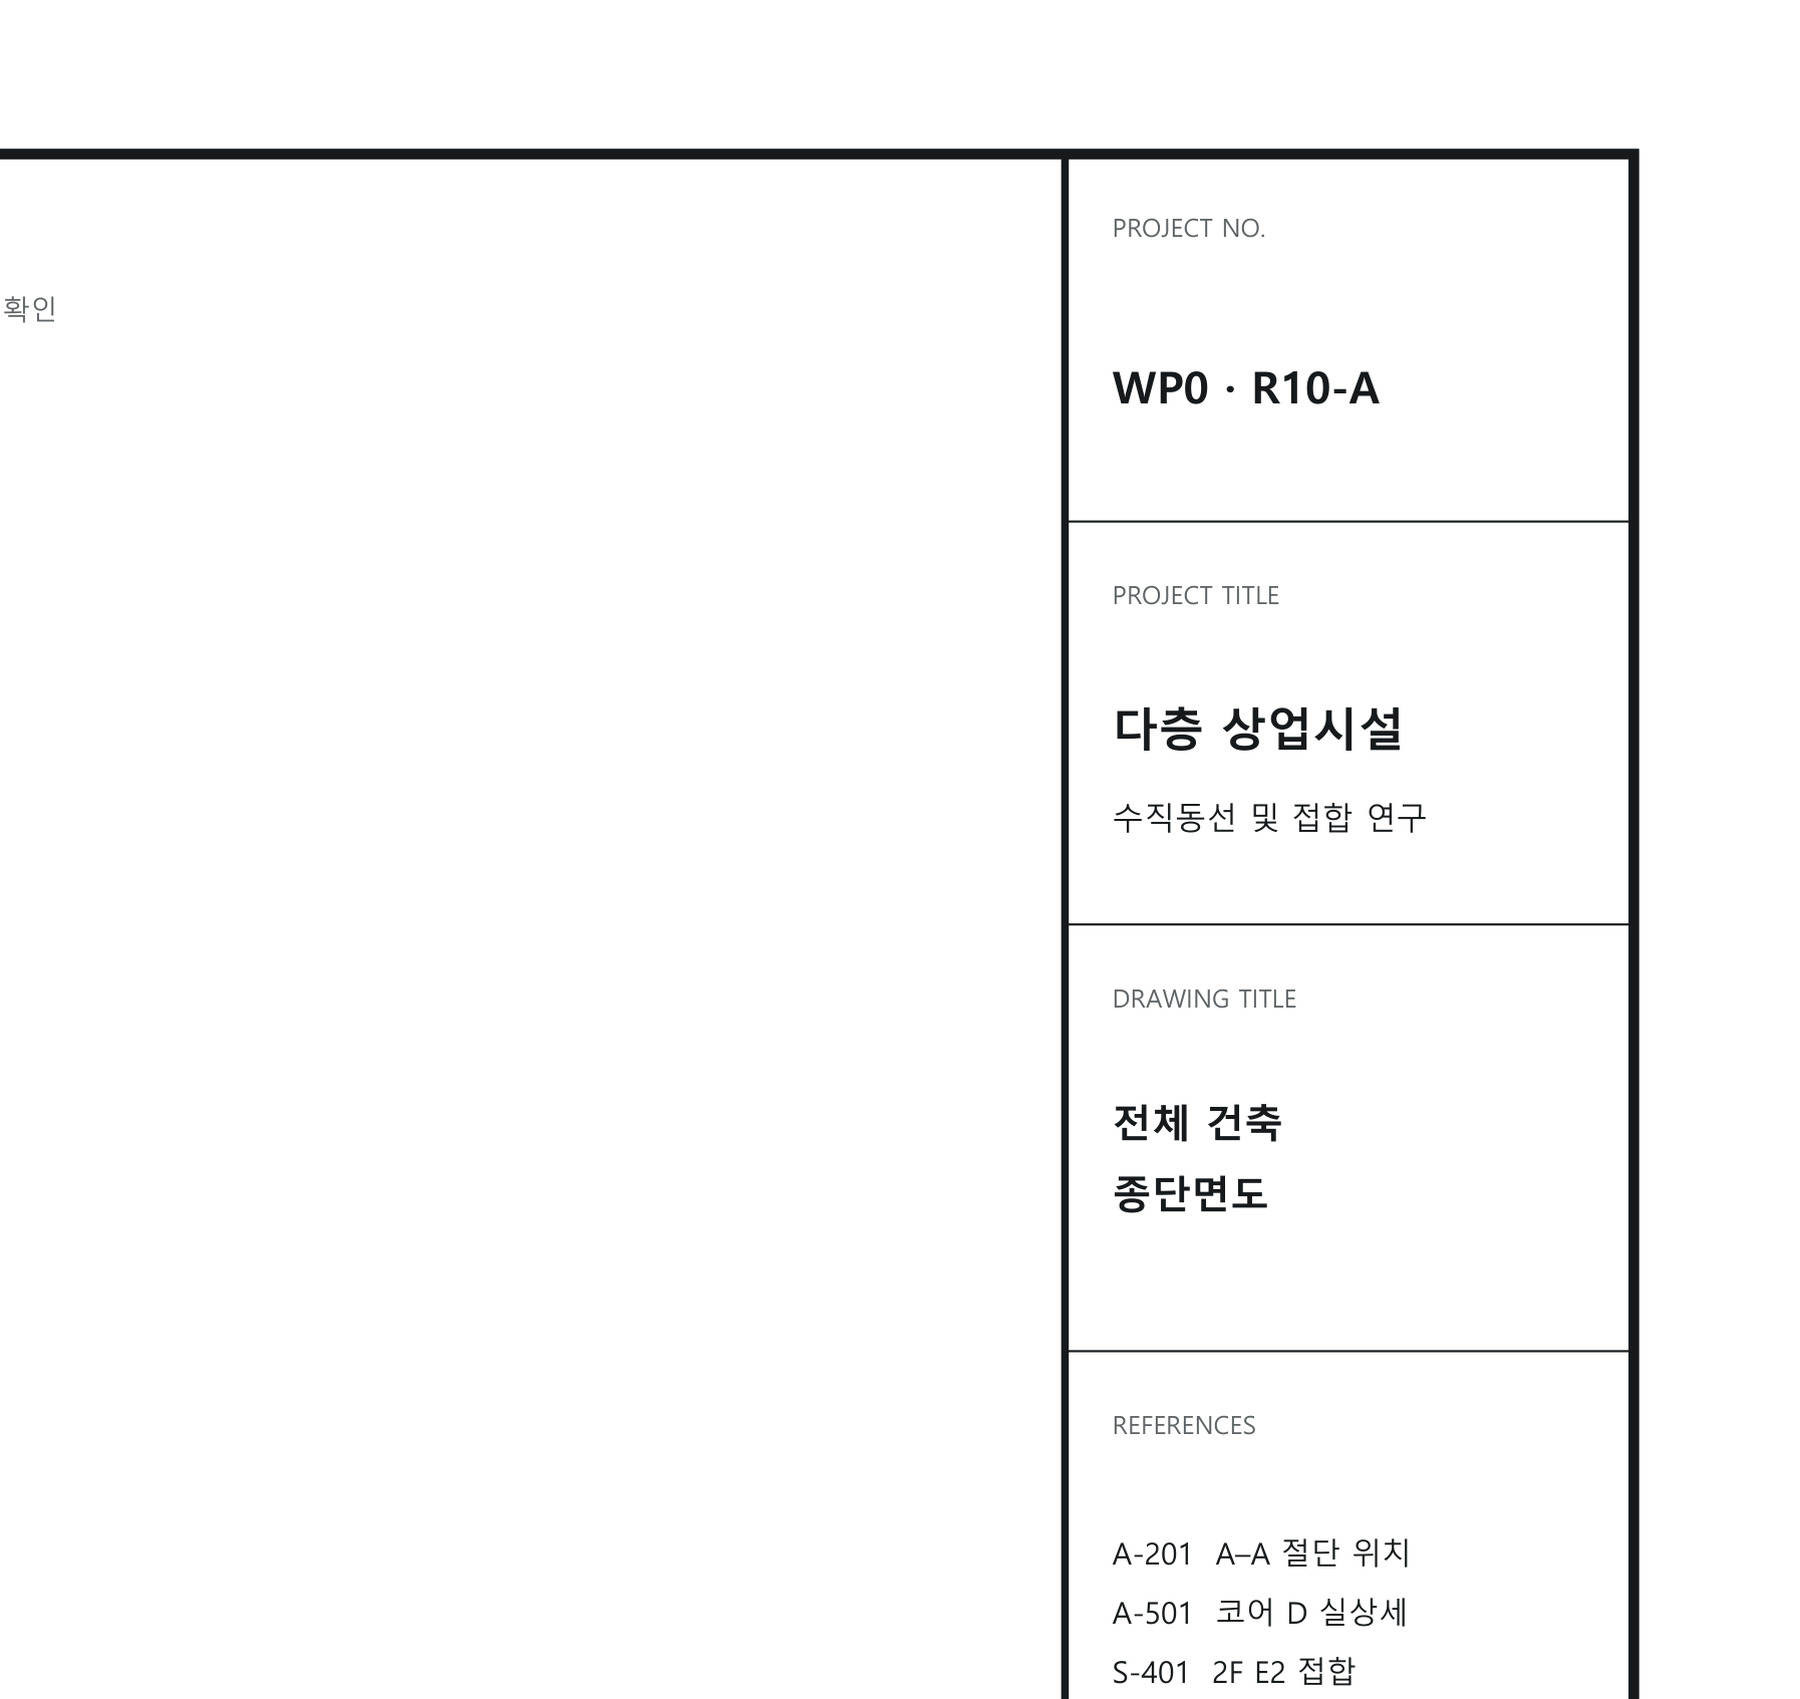 확인
PROJECT NO.
WP0 · R10-A
PROJECT TITLE
다층 상업시설
수직동선 및 접합 연구
DRAWING TITLE
전체 건축
종단면도
REFERENCES
A-201 A–A 절단 위치
A-501 코어 D 실상세
S-401 2F E2 접합